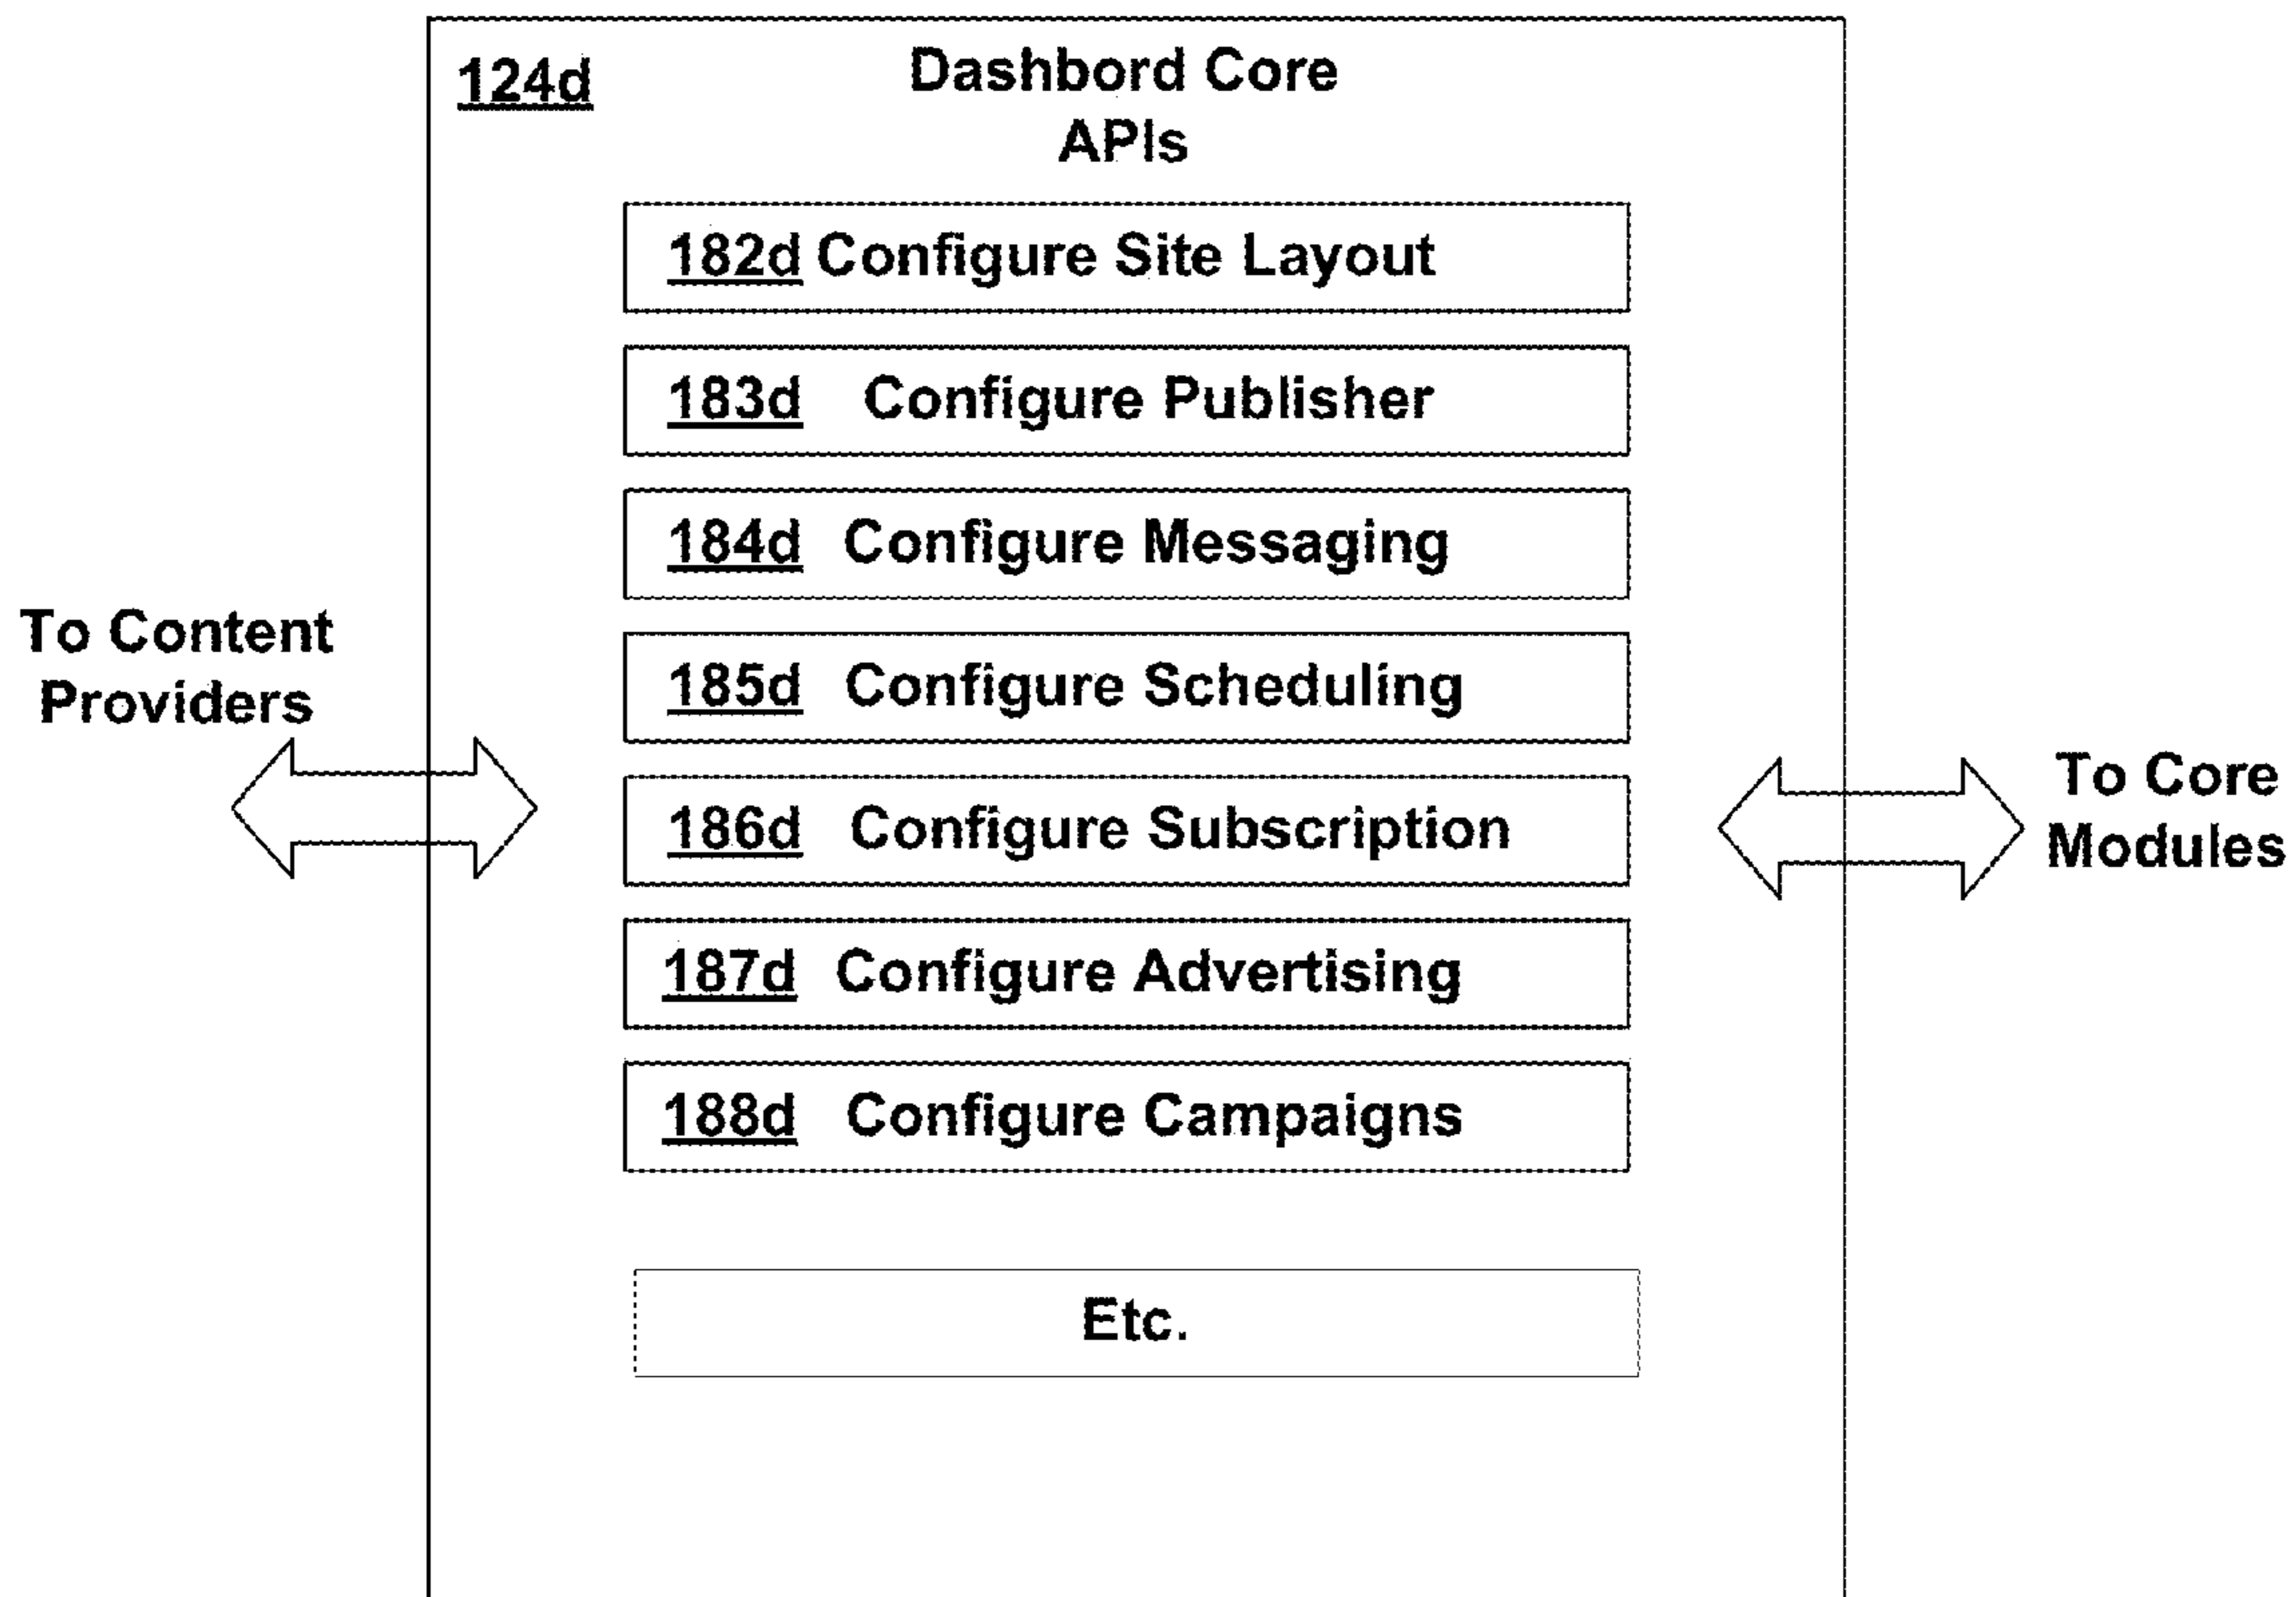 124d
Dashbord Core
APIs
182d Configure Site Layout
183d Configure Publisher
184d Configure Messaging
185d Configure Scheduling
186d Configure Subscription
187d Configure Advertising
188d Configure Campaigns
Etc.
To Content
Providers
To Core
Modules